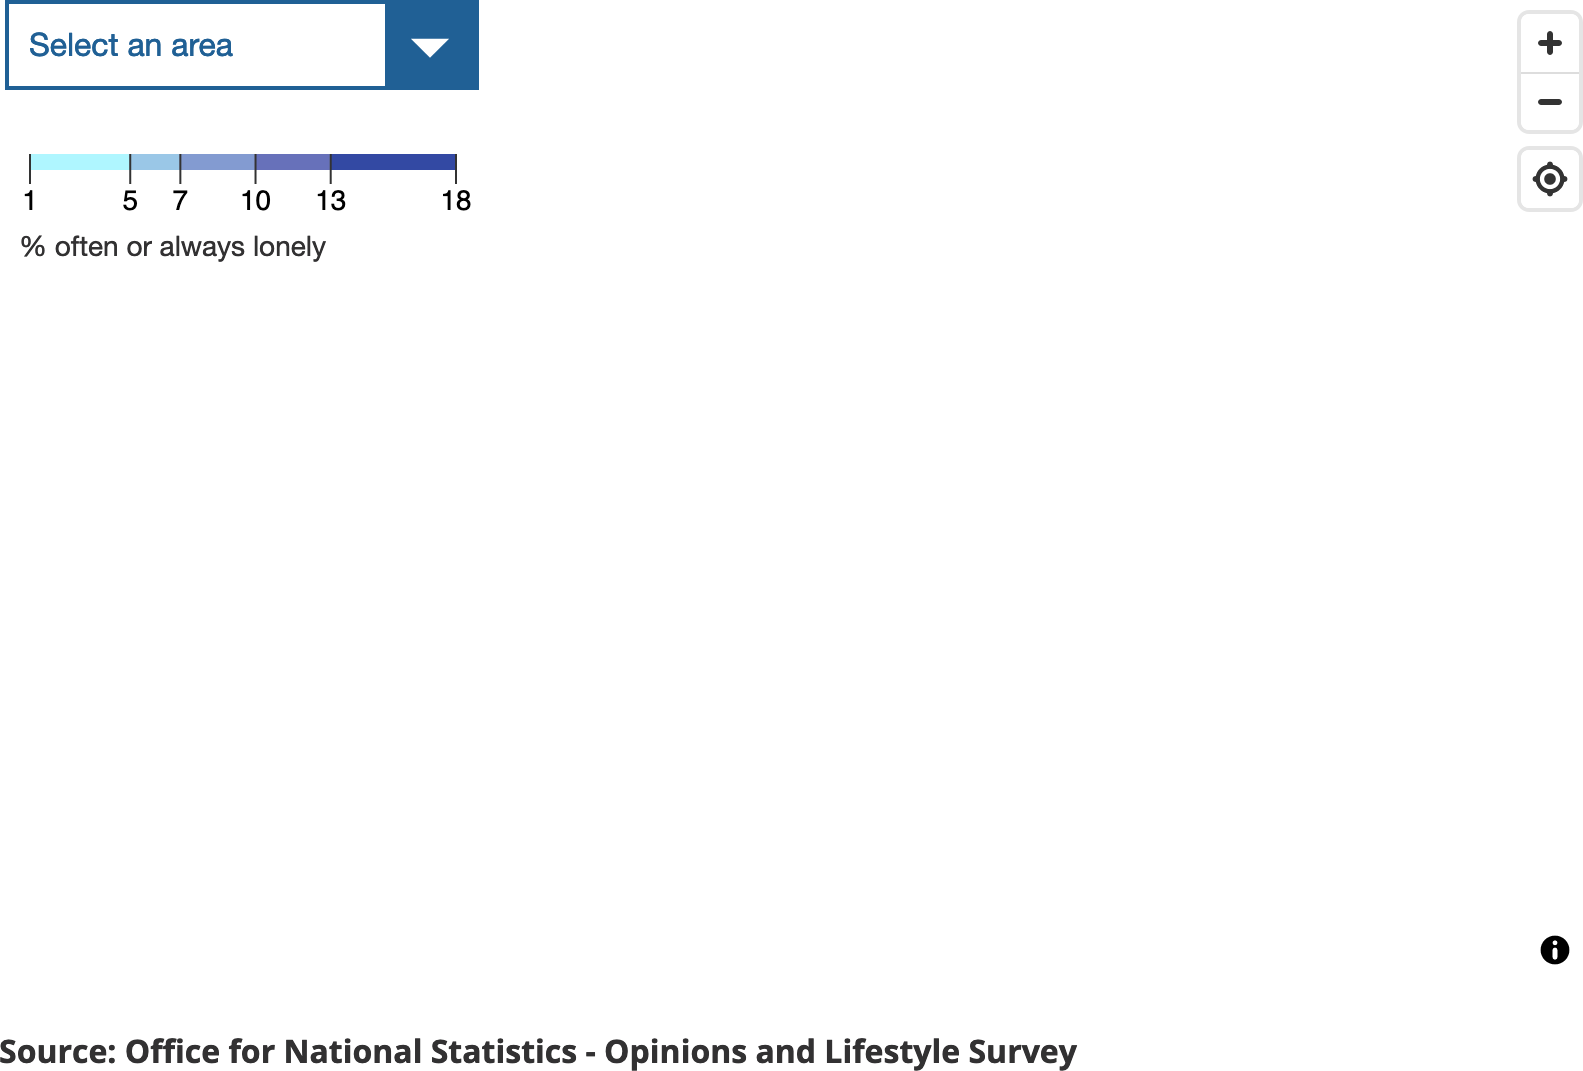 Select an area
1 5 7 10 13 18
% often or always lonely
Source: Office for National Statistics - Opinions and Lifestyle Survey